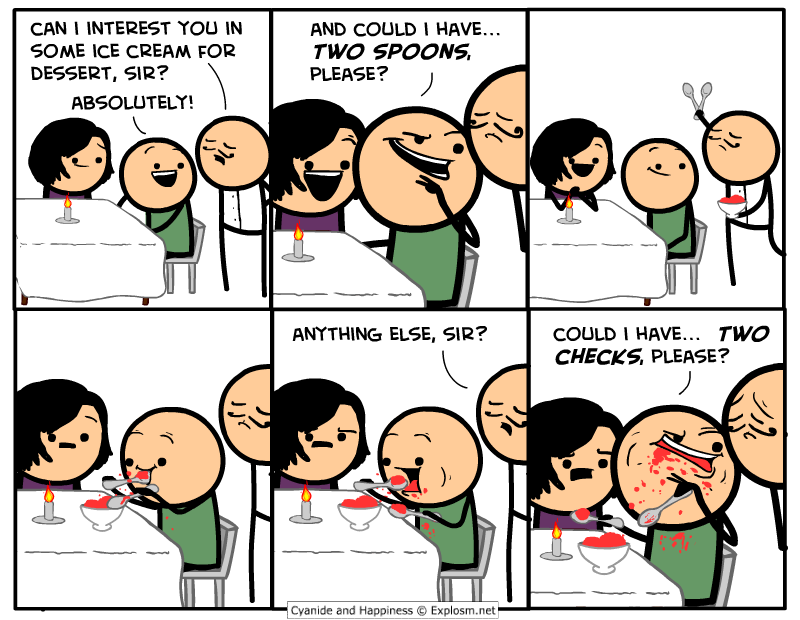 CAN I INTEREST YOU IN
SOME ICE CREAM FOR
DESSERT, SIR?
ABSOLUTELY!
AND COULD I HAVE...
TWO SPOONS,
PLEASE?
ANYTHING ELSE, SIR?
COULD I HAVE... TWO
CHECKS, PLEASE?
Cyanide and Happiness © Explosm.net